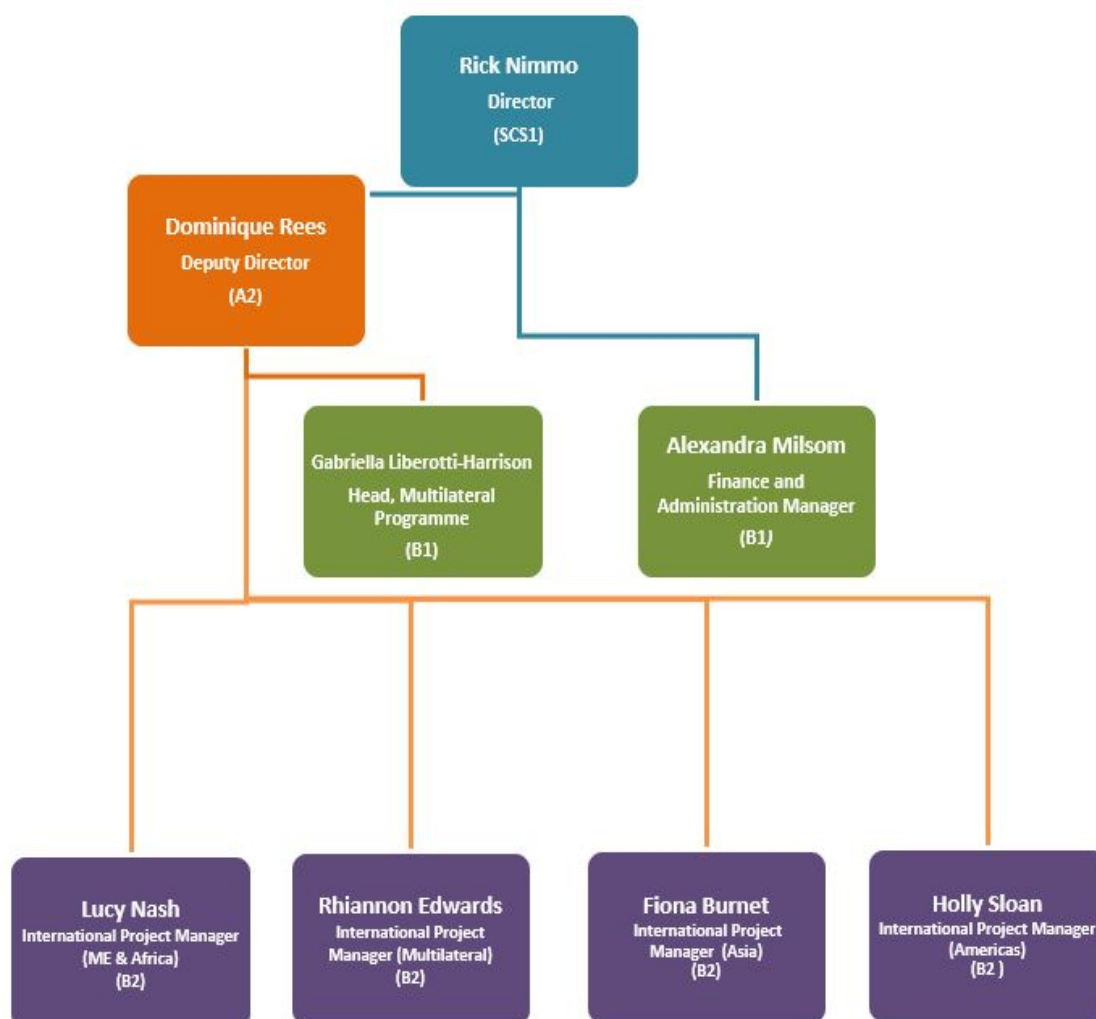 Rick Nimmo
Director
(SCS1)
Dominique Rees
Deputy Director
(A2)
Gabriella Liberotti-Harrison
Head, Multilateral
Programme
(B1)
Alexandra Milsom
Finance and
Administration Manager
(B1)
Lucy Nash
International Project Manager
(ME & Africa)
(B2)
Rhiannon Edwards
International Project
Manager (Multilateral)
(B2)
Fiona Burnet
International Project
Manager (Asia)
(B2)
Holly Sloan
International Project Manager
(Americas)
(B2 )